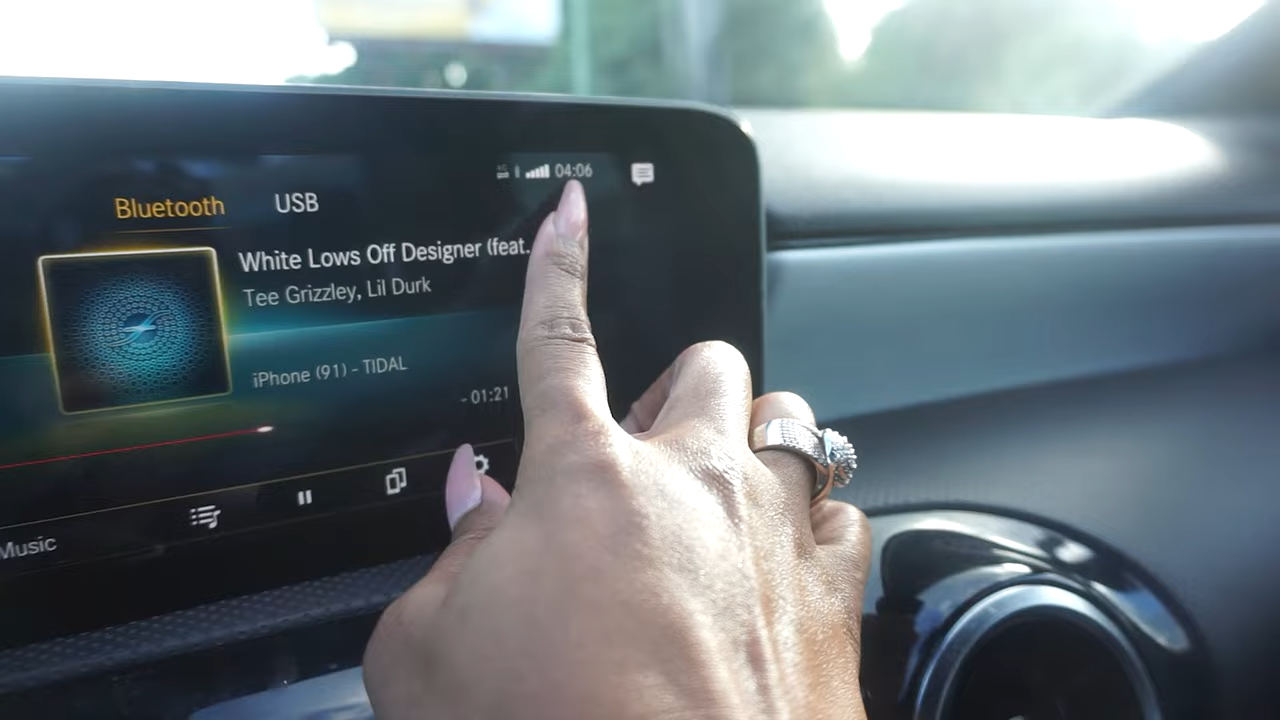 04:06
Bluetooth USB
White Lows Off Designer (feat.
Tee Grizzley, Lil Durk
iPhone (91) - TIDAL
- 01:21
Music